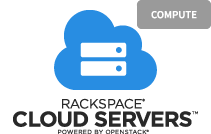 COMPUTE
RACKSPACE®
CLOUD SERVERS™
POWERED BY OPENSTACK®